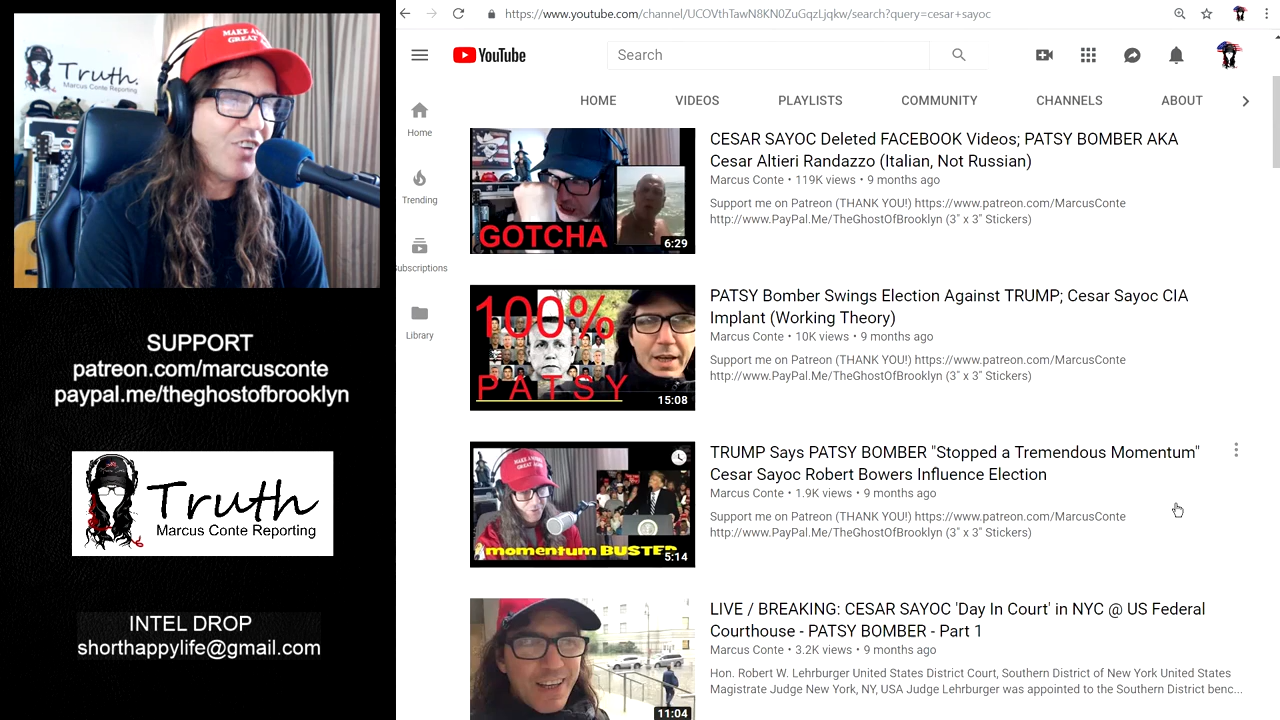 MAKE AMERICA
GREAT AGAIN
Truth.
Marcus Conte Reporting
SUPPORT
patreon.com/marcusconte
paypal.me/theghostofbrooklyn
Truth
Marcus Conte Reporting
INTEL DROP
shorthappylife@gmail.com
https://www.youtube.com/channel/UCOVthTawN8KN0ZuGqzLjqkw/search?query=cesar+sayoc
YouTube
Search
HOME
VIDEOS
PLAYLISTS
COMMUNITY
CHANNELS
ABOUT
Home
Trending
Subscriptions
Library
GOTCHA
6:29
CESAR SAYOC Deleted FACEBOOK Videos; PATSY BOMBER AKA
Cesar Altieri Randazzo (Italian, Not Russian)
Marcus Conte • 119K views • 9 months ago
Support me on Patreon (THANK YOU!) https://www.patreon.com/MarcusConte
http://www.PayPal.Me/TheGhostOfBrooklyn (3" x 3" Stickers)
100%
PATSY
15:08
PATSY Bomber Swings Election Against TRUMP; Cesar Sayoc CIA
Implant (Working Theory)
Marcus Conte • 10K views • 9 months ago
Support me on Patreon (THANK YOU!) https://www.patreon.com/MarcusConte
http://www.PayPal.Me/TheGhostOfBrooklyn (3" x 3" Stickers)
momentum BUSTED
5:14
TRUMP Says PATSY BOMBER "Stopped a Tremendous Momentum"
Cesar Sayoc Robert Bowers Influence Election
Marcus Conte • 1.9K views • 9 months ago
Support me on Patreon (THANK YOU!) https://www.patreon.com/MarcusConte
http://www.PayPal.Me/TheGhostOfBrooklyn (3" x 3" Stickers)
11:04
LIVE / BREAKING: CESAR SAYOC 'Day In Court' in NYC @ US Federal
Courthouse - PATSY BOMBER - Part 1
Marcus Conte • 3.2K views • 9 months ago
Hon. Robert W. Lehrburger United States District Court, Southern District of New York United States
Magistrate Judge New York, NY, USA Judge Lehrburger was appointed to the Southern District benc...